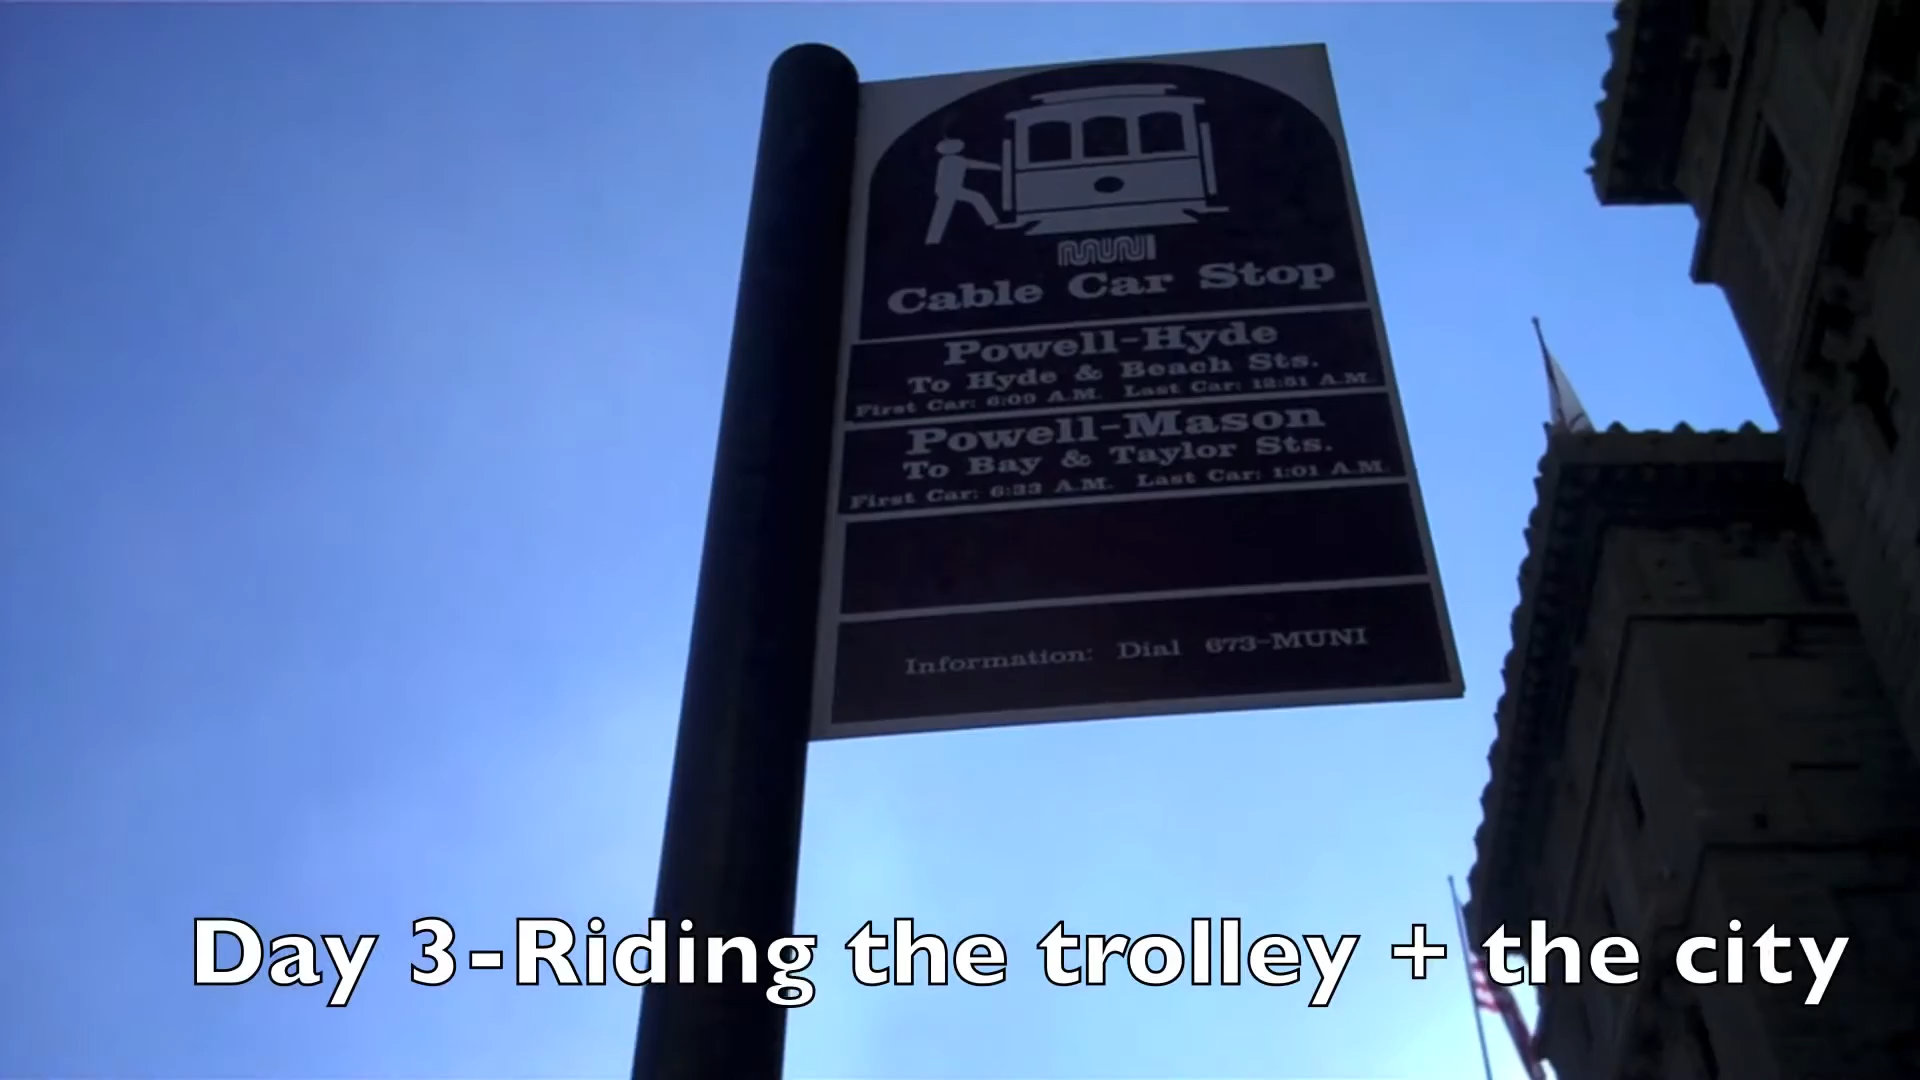 MUNI
Cable Car Stop
Powell-Hyde
To Hyde & Beach Sts.
First Car: 6:09 A.M. Last Car: 12:51 A.M.
Powell-Mason
To Bay & Taylor Sts.
First Car: 6:33 A.M. Last Car: 1:01 A.M.
Information: Dial 673-MUNI
Day 3-Riding the trolley + the city